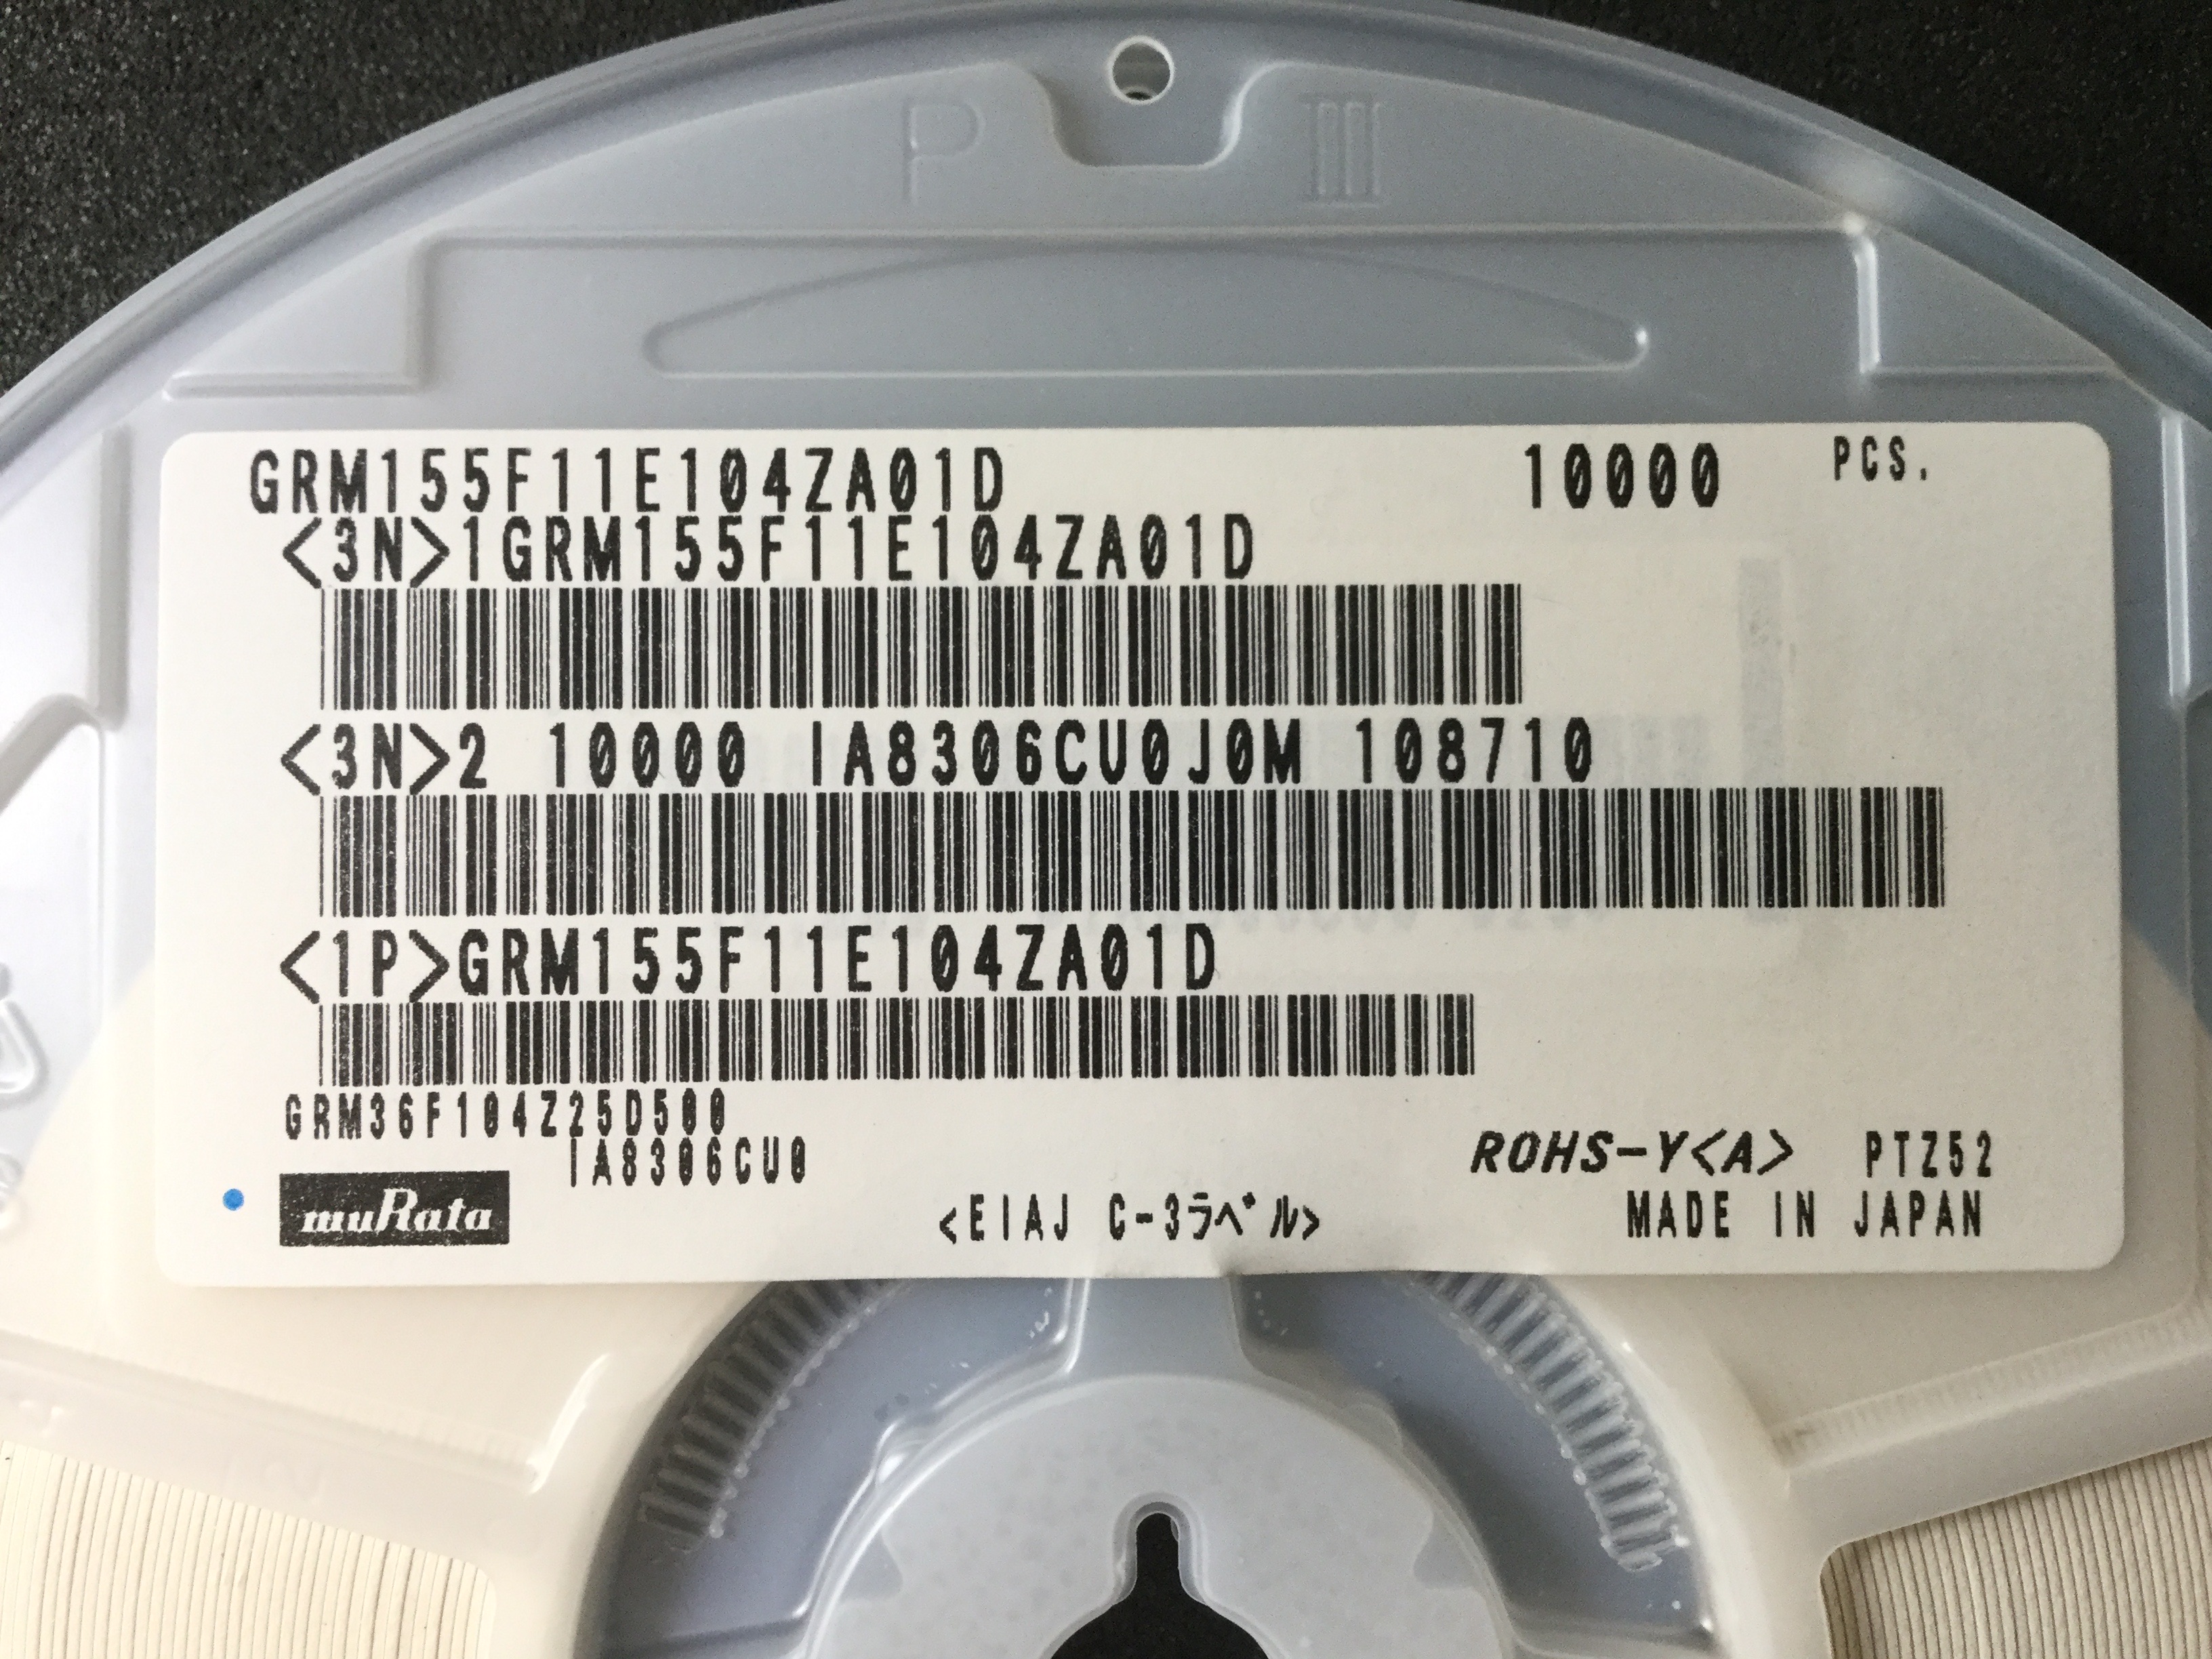 P III
GRM155F11E104ZA01D 10000 PCS.
<3N>1GRM155F11E104ZA01D
<3N>2 10000 IA8306CU0J0M 108710
<1P>GRM155F11E104ZA01D
GRM36F104Z25D500
IA8306CU0
ROHS-Y<A> PTZ52
muRata
<EIAJ C-3ラベル>
MADE IN JAPAN